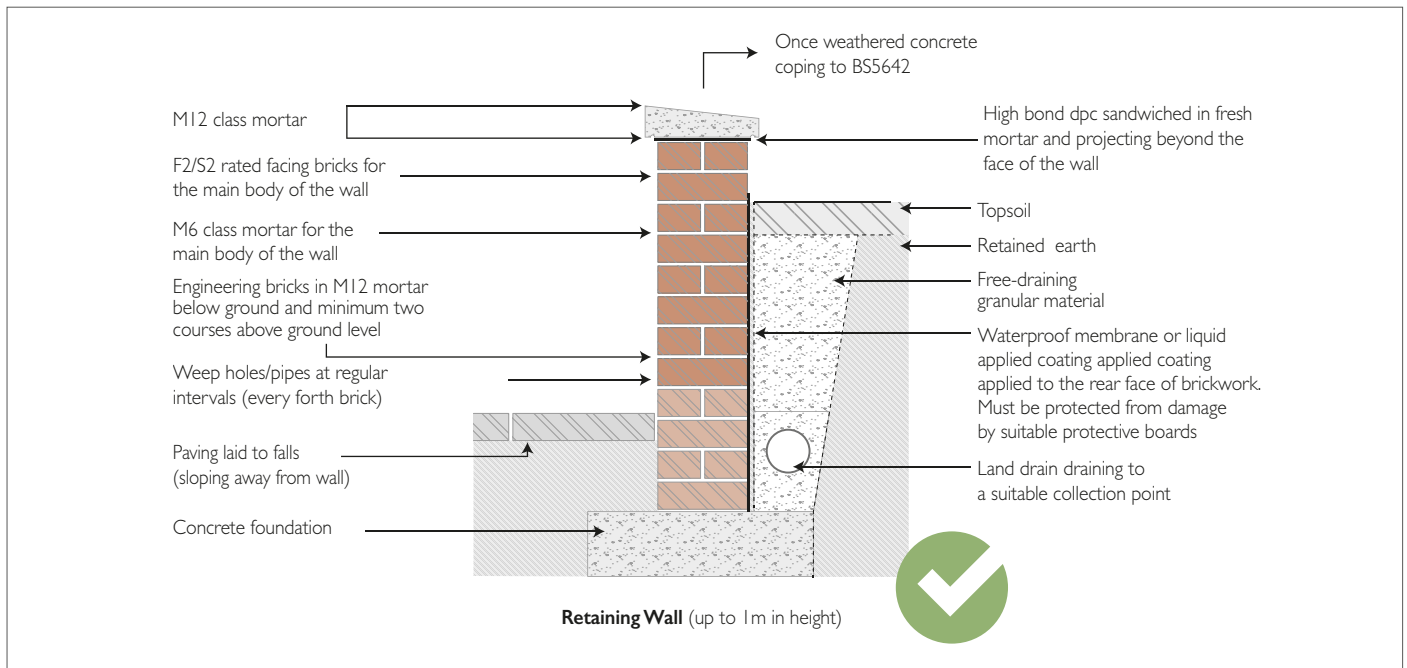 Once weathered concrete
coping to BS5642
M12 class mortar
F2/S2 rated facing bricks for
the main body of the wall
M6 class mortar for the
main body of the wall
Engineering bricks in M12 mortar
below ground and minimum two
courses above ground level
Weep holes/pipes at regular
intervals (every forth brick)
Paving laid to falls
(sloping away from wall)
Concrete foundation
High bond dpc sandwiched in fresh
mortar and projecting beyond the
face of the wall
Topsoil
Retained earth
Free-draining
granular material
Waterproof membrane or liquid
applied coating applied coating
applied to the rear face of brickwork.
Must be protected from damage
by suitable protective boards
Land drain draining to
a suitable collection point
Retaining Wall (up to 1m in height)